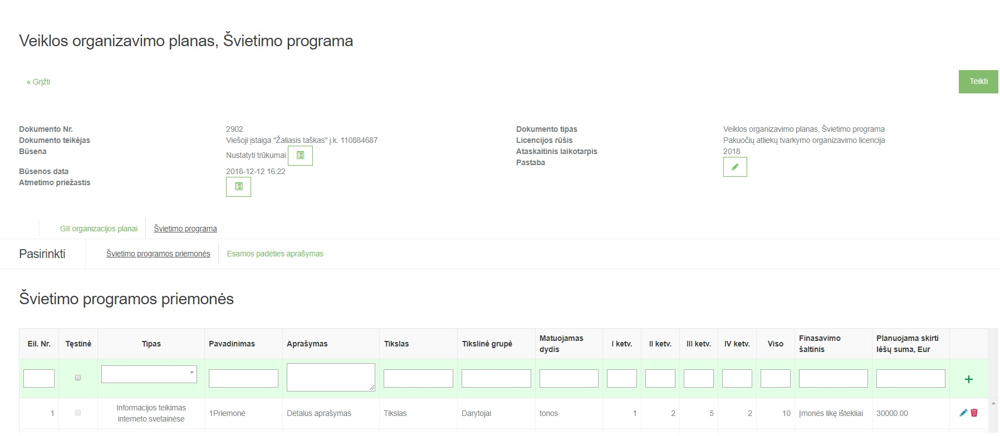 Veiklos organizavimo planas, Švietimo programa
« Grįžti
Teikti
Dokumento Nr. 2902
Dokumento teikėjas Viešoji įstaiga "Žaliasis taškas" į.k. 110884687
Būsena Nustatyti trūkumai
Būsenos data 2018-12-12 16:22
Atmetimo priežastis
Dokumento tipas Veiklos organizavimo planas, Švietimo programa
Licencijos rūšis Pakuočių atliekų tvarkymo organizavimo licencija
Ataskaitinis laikotarpis 2018
Pastaba
GII organizacijos planai Švietimo programa
Pasirinkti Švietimo programos priemonės Esamos padėties aprašymas
Švietimo programos priemonės
Eil. Nr. Tęstinė Tipas Pavadinimas Aprašymas Tikslas Tikslinė grupė Matuojamas dydis I ketv. II ketv. III ketv. IV ketv. Viso Finasavimo šaltinis Planuojama skirti lėšų suma, Eur
1 Informacijos teikimas interneto svetainėse 1Priemonė Dėtalus aprašymas Tikslas Darytojai tonos 1 2 5 2 10 Įmonės likę ištekliai 30000.00